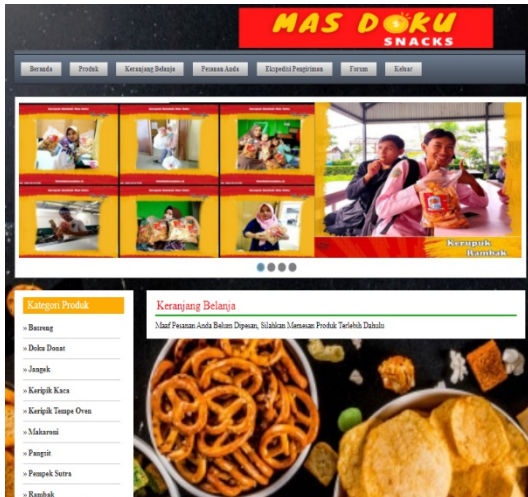 MAS DOKU
SNACKS
Beranda
Produk
Keranjang Belanja
Pesanan Anda
Ekspedisi Pengiriman
Forum
Keluar
Kerupuk
Rambak
Kategori Produk
» Basreng
» Doku Donat
» Jangek
» Keripik Kaca
» Keripik Tempe Oven
» Makaroni
» Pangsit
» Pempek Sutra
» Rambak
Keranjang Belanja
Maaf Pesanan Anda Belum Dipesan, Silahkan Memesan Produk Terlebih Dahulu